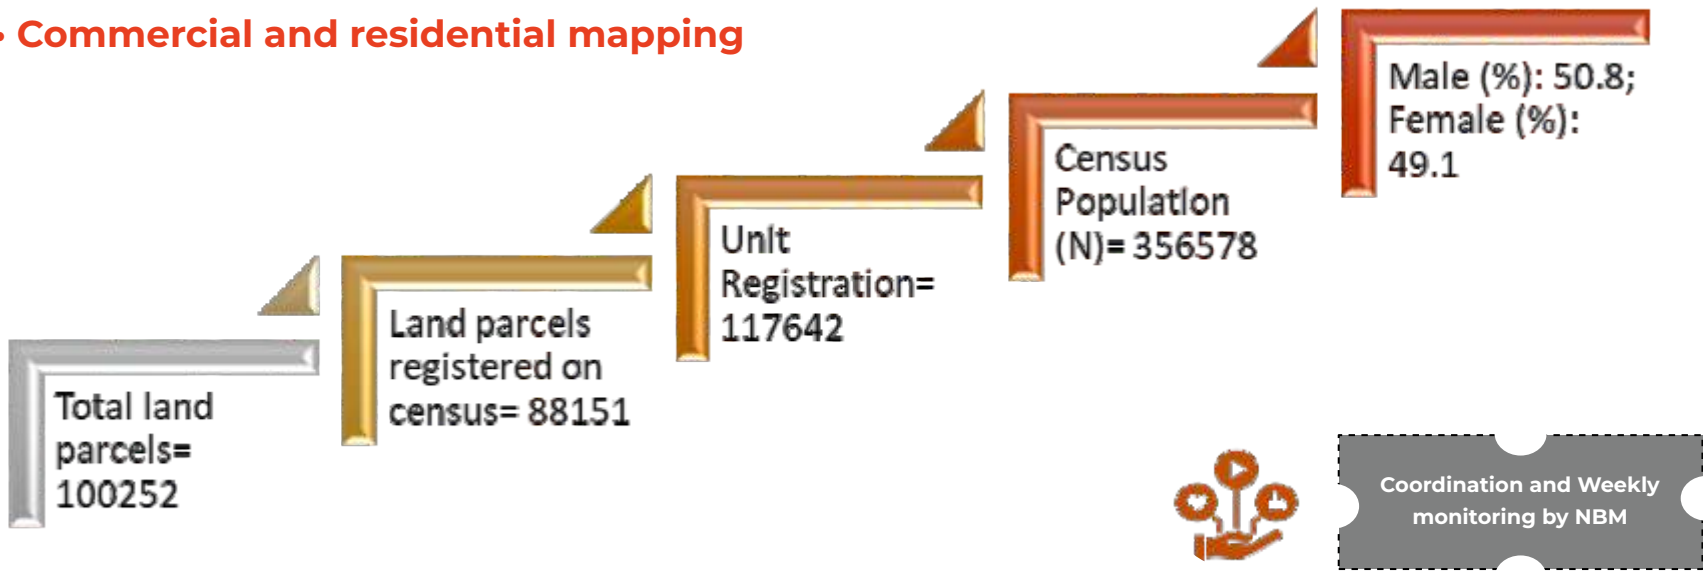 • Commercial and residential mapping
Total land
parcels=
100252
Land parcels
registered on
census= 88151
Unit
Registration=
117642
Census
Population
(N)= 356578
Male (%): 50.8;
Female (%):
49.1
Coordination and Weekly
monitoring by NBM